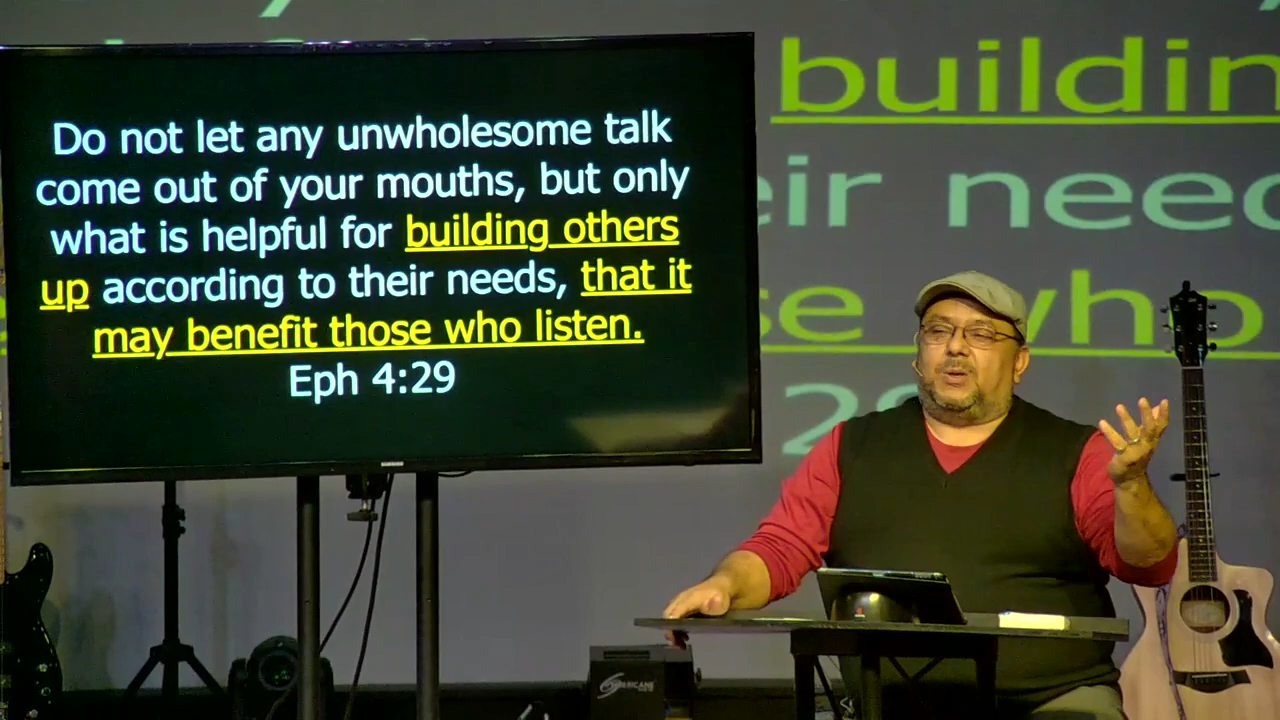 Do not let any unwholesome talk
come out of your mouths, but only
what is helpful for building others
up according to their needs, that it
may benefit those who listen.
Eph 4:29
buildin
eir need
se who
29
HURRICANE